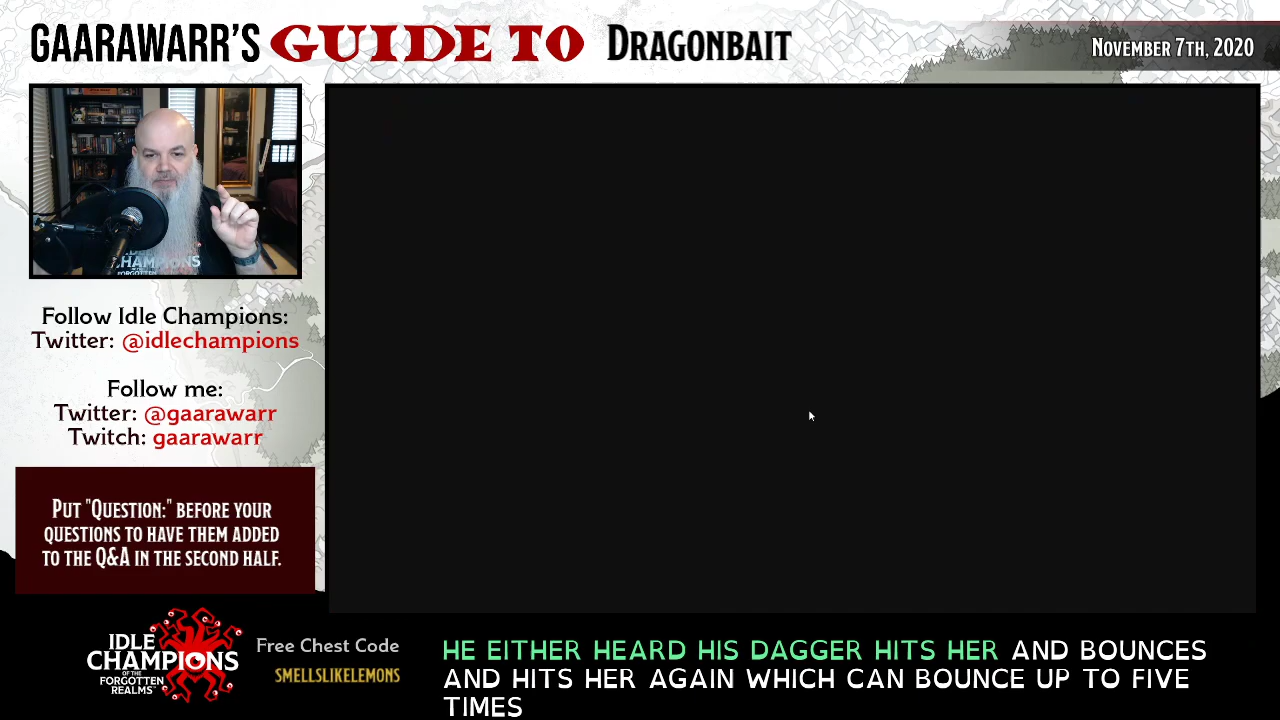 GAARAWARR'S GUIDE TO DRAGONBAIT
NOVEMBER 7TH, 2020
CHAMPIONS
FORGOTTEN
Follow Idle Champions:
Twitter: @idlechampions
Follow me:
Twitter: @gaarawarr
Twitch: gaarawarr
PUT "QUESTION:" BEFORE YOUR
QUESTIONS TO HAVE THEM ADDED
TO THE Q&A IN THE SECOND HALF.
IDLE
CHAMPIONS
OF THE
FORGOTTEN
REALMS
Free Chest Code
SMELLSLIKELEMONS
HE EITHER HEARD HIS DAGGER HITS HER AND BOUNCES
AND HITS HER AGAIN WHICH CAN BOUNCE UP TO FIVE
TIMES